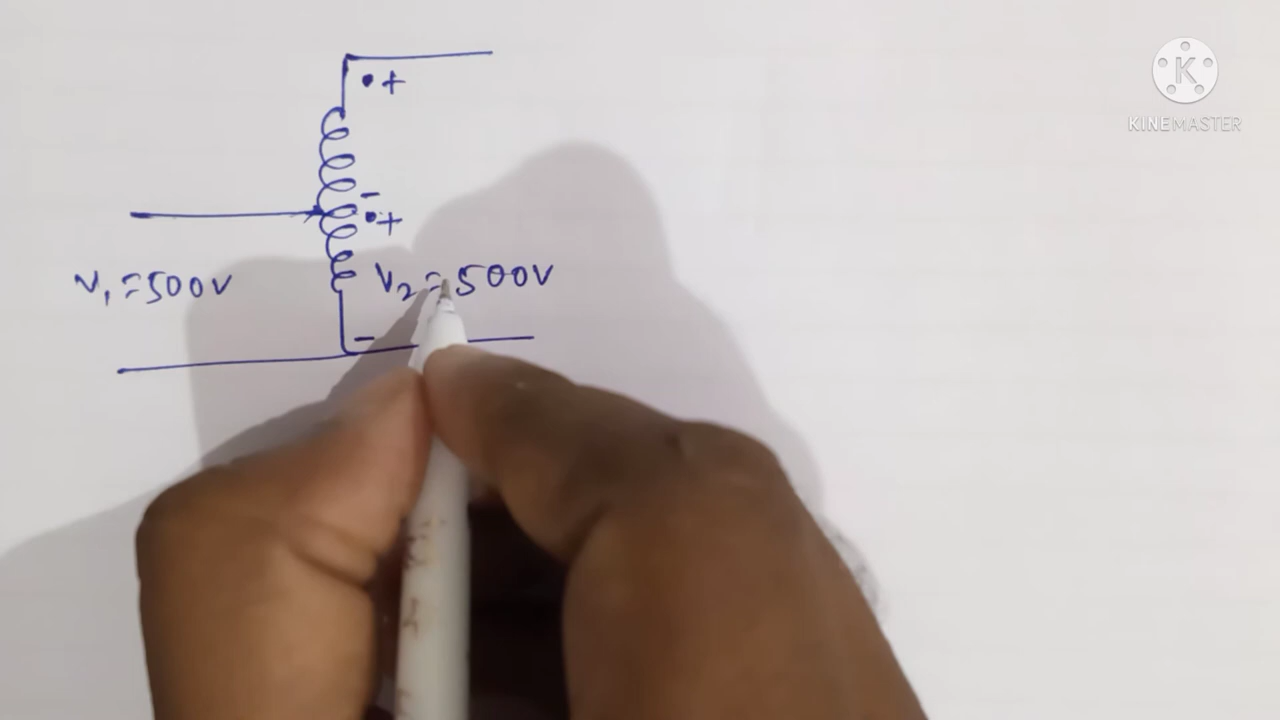 +
K
KINEMASTER
-
+
V₁ = 500V
V₂ = 500V
-